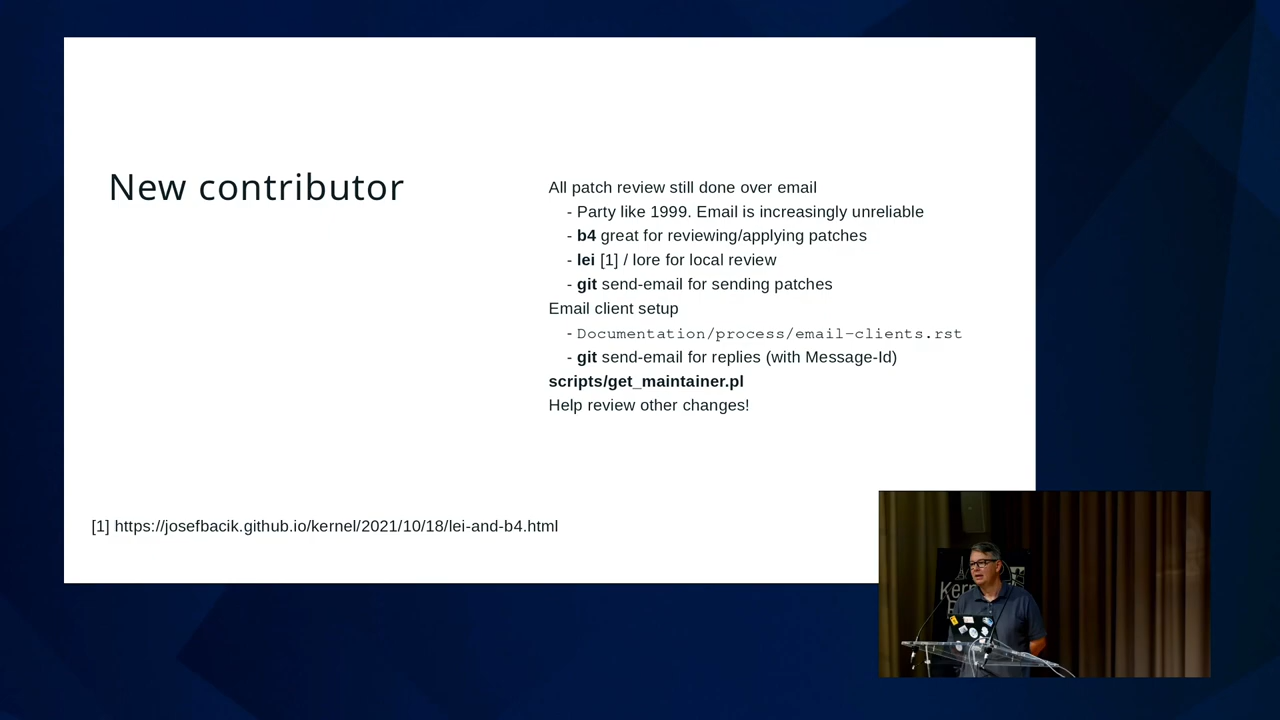 New contributor
All patch review still done over email
- Party like 1999. Email is increasingly unreliable
- b4 great for reviewing/applying patches
- lei [1] / lore for local review
- git send-email for sending patches
Email client setup
- Documentation/process/email-clients.rst
- git send-email for replies (with Message-Id)
scripts/get_maintainer.pl
Help review other changes!
[1] https://josefbacik.github.io/kernel/2021/10/18/lei-and-b4.html